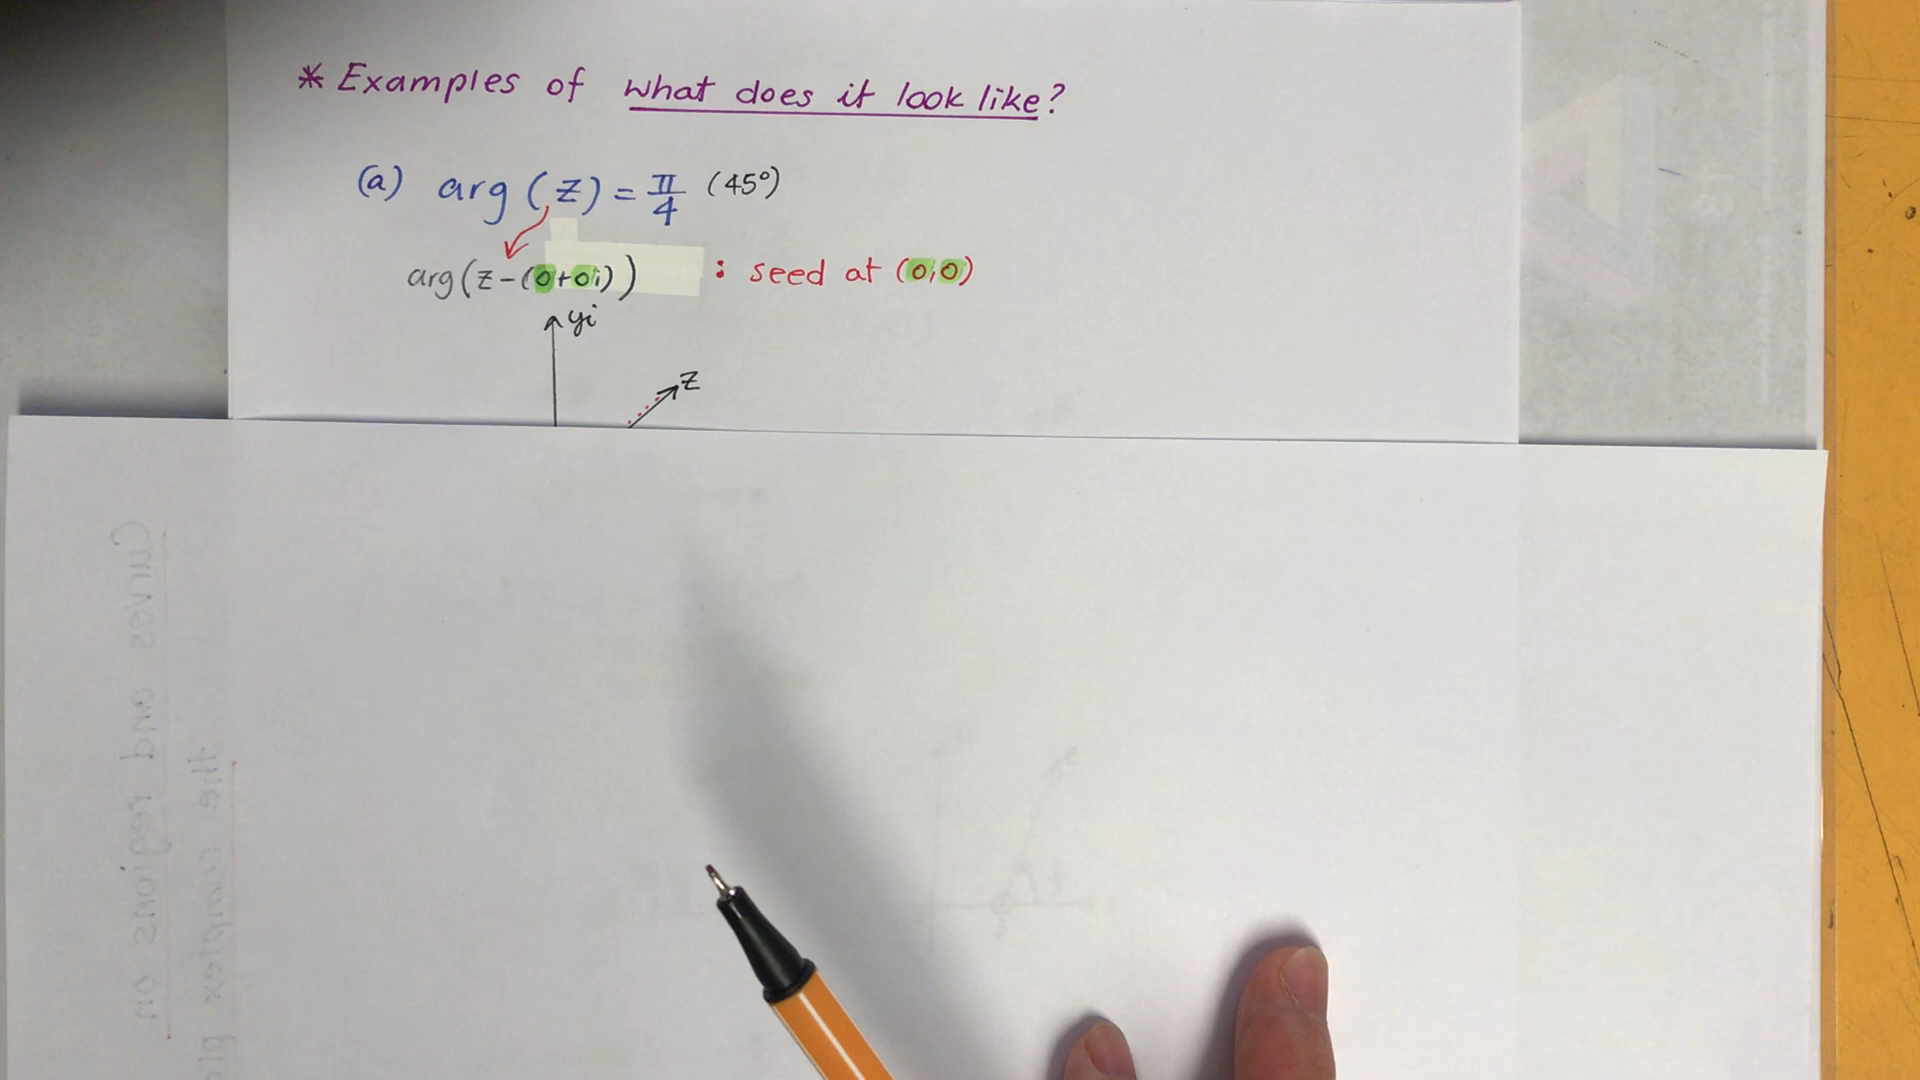 * Examples of what does it look like?
(a) arg (z) = π/4 (45°)
arg(z-(0+0i)) : seed at (0,0)
yi
z